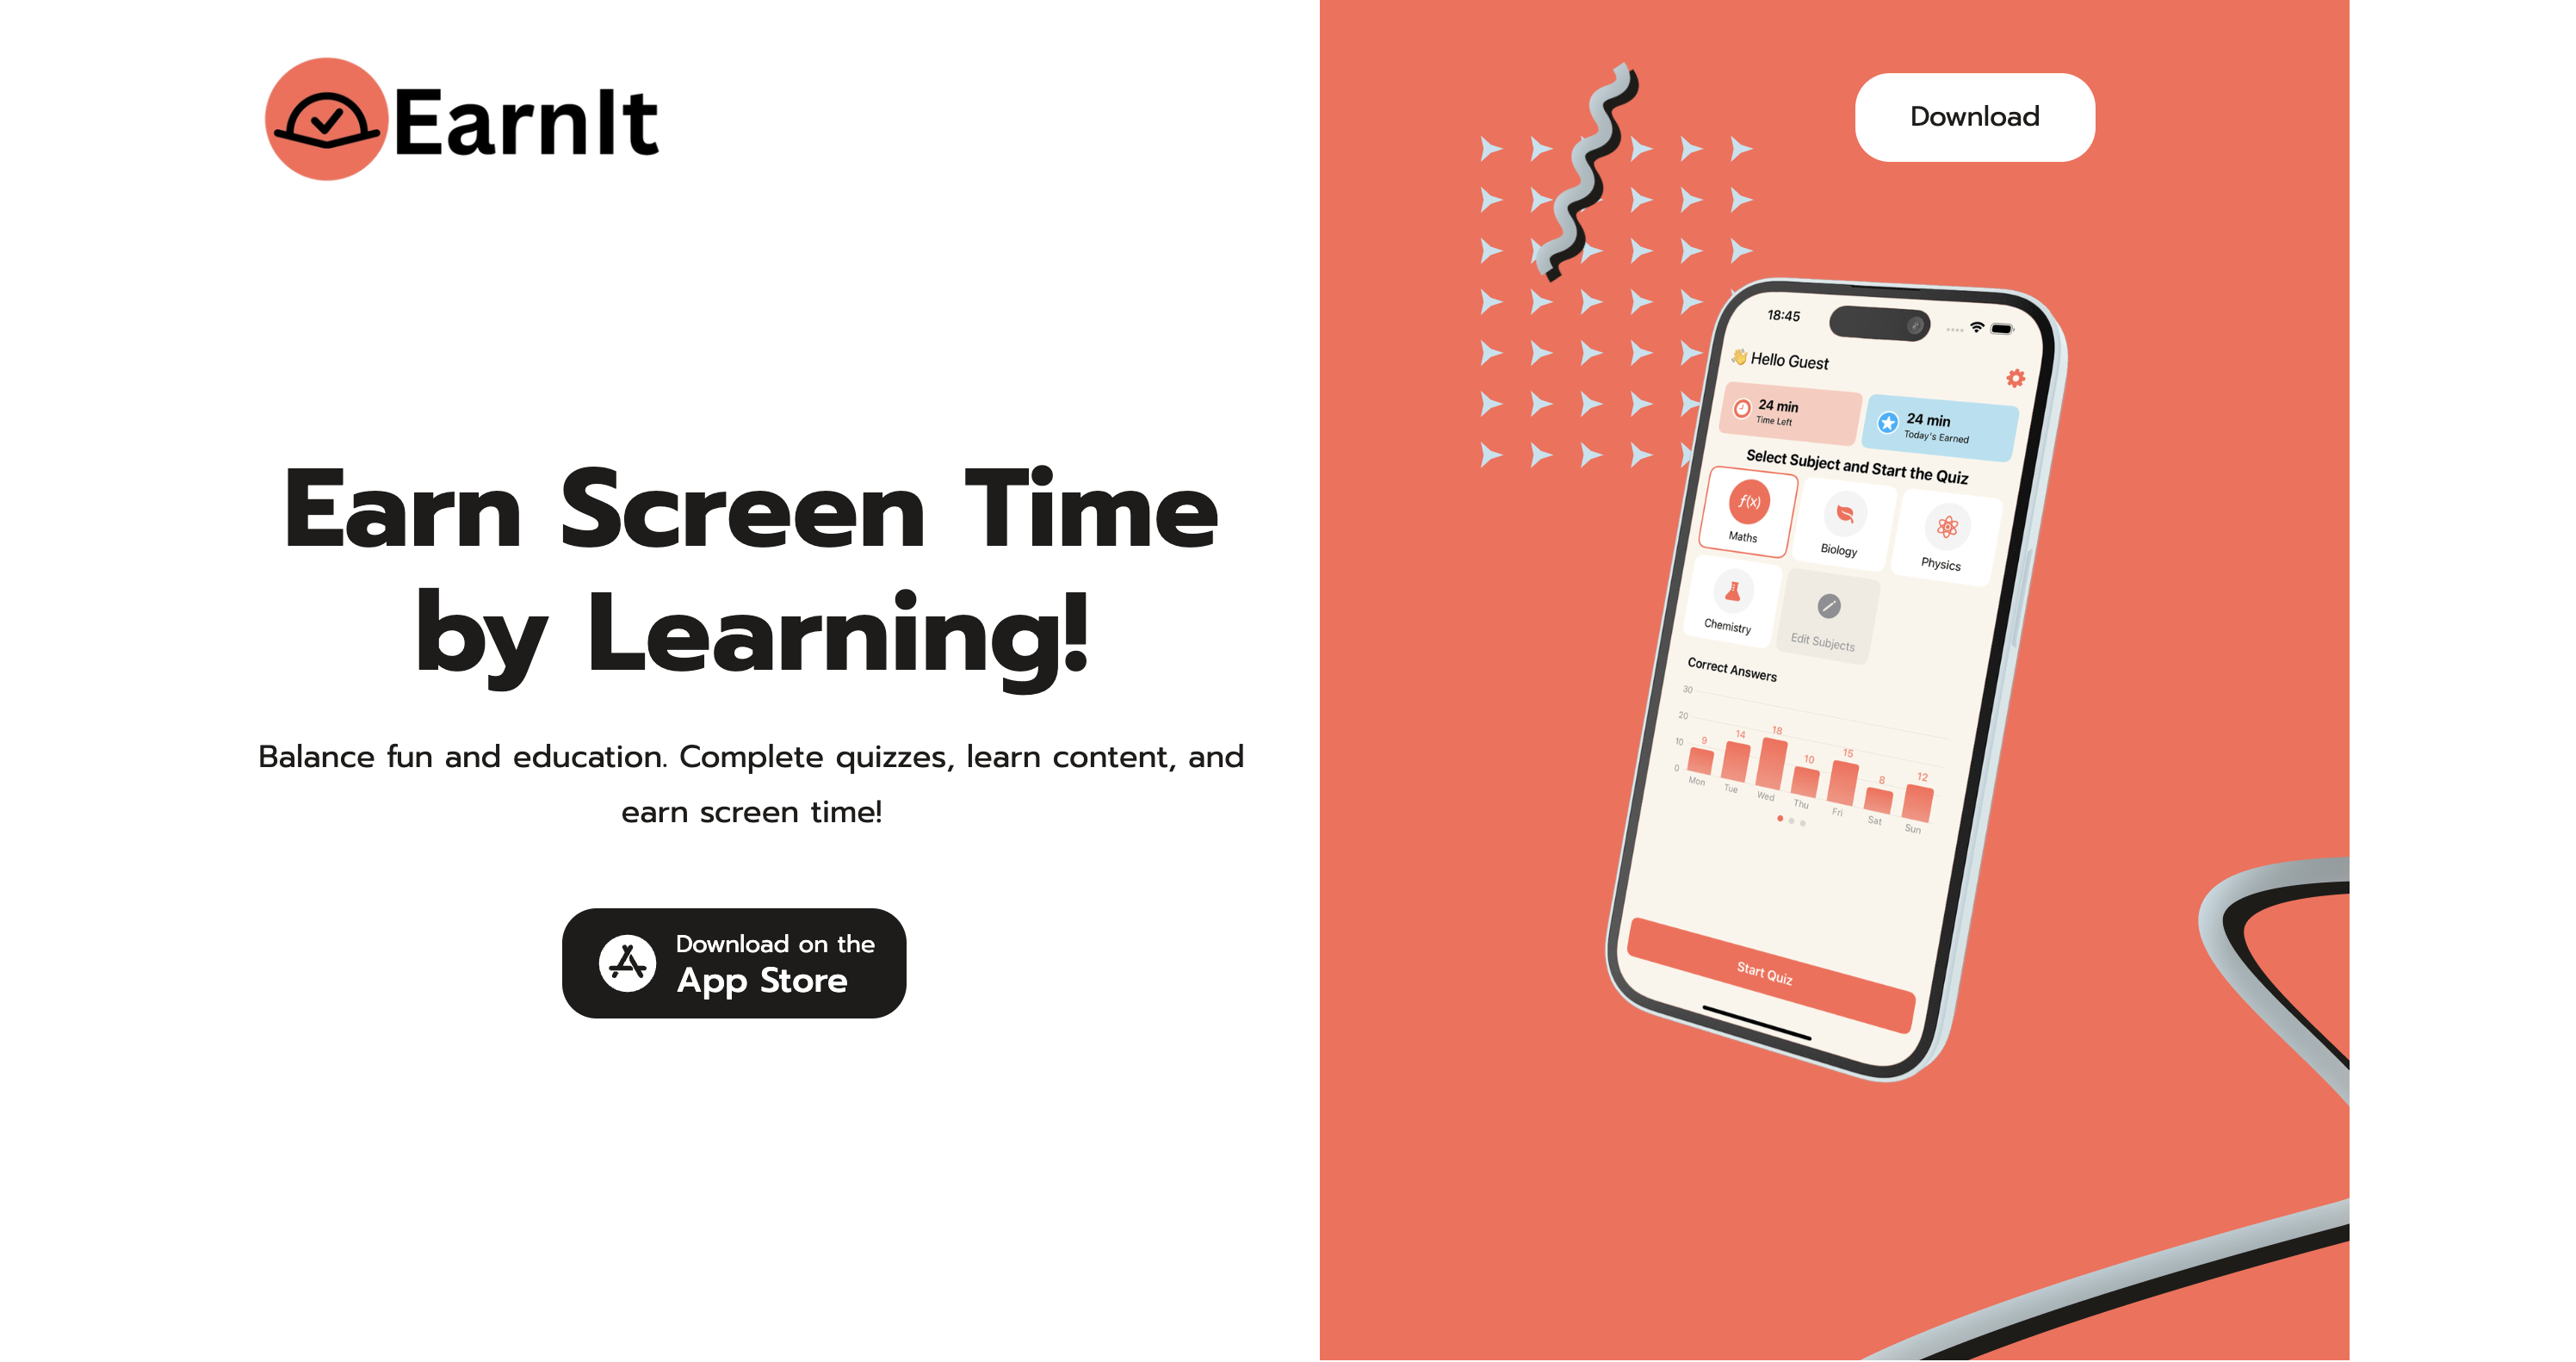 EarnIt
Download
Earn Screen Time
by Learning!
Balance fun and education. Complete quizzes, learn content, and
earn screen time!
Download on the
App Store
18:45
👋 Hello Guest
24 min
Time Left
24 min
Today's Earned
Select Subject and Start the Quiz
f(x)
Maths
Biology
Physics
Chemistry
Edit Subjects
Correct Answers
30
20
10
0
9
14
18
10
15
8
12
Mon
Tue
Wed
Thu
Fri
Sat
Sun
Start Quiz